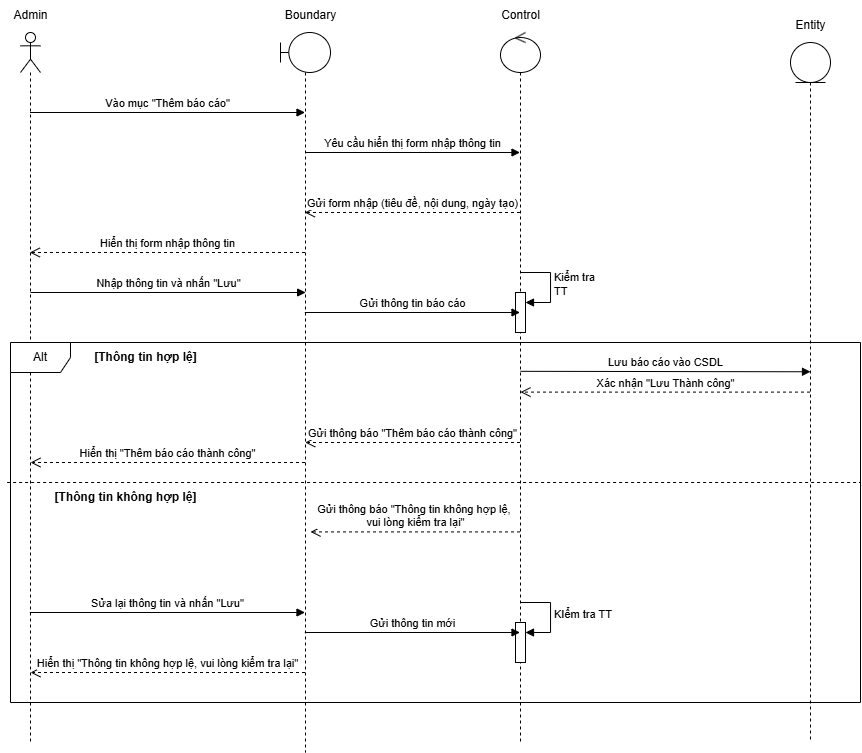 Admin
Boundary
Control
Entity
Vào mục "Thêm báo cáo"
Yêu cầu hiển thị form nhập thông tin
Gửi form nhập (tiêu đề, nội dung, ngày tạo)
Hiển thị form nhập thông tin
Kiểm tra
TT
Nhập thông tin và nhấn "Lưu"
Gửi thông tin báo cáo
Alt
[Thông tin hợp lệ]
Lưu báo cáo vào CSDL
Xác nhận "Lưu Thành công"
Gửi thông báo "Thêm báo cáo thành công"
Hiển thị "Thêm báo cáo thành công"
[Thông tin không hợp lệ]
Gửi thông báo "Thông tin không hợp lệ,
vui lòng kiểm tra lại"
Sửa lại thông tin và nhấn "Lưu"
KIểm tra TT
Gửi thông tin mới
Hiển thị "Thông tin không hợp lệ, vui lòng kiểm tra lại"